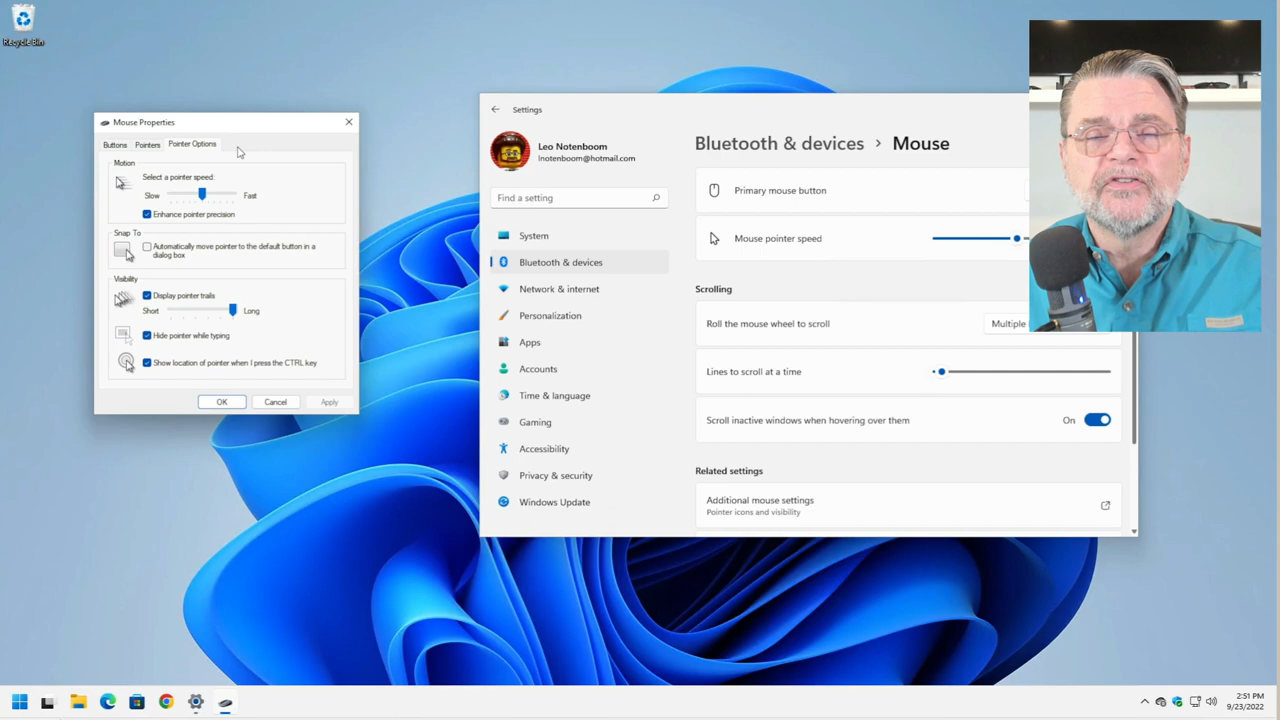 Recycle Bin
Mouse Properties
Buttons Pointers Pointer Options
Motion
Select a pointer speed:
Slow Fast
Enhance pointer precision
Snap To
Automatically move pointer to the default button in a
dialog box
Visibility
Display pointer trails
Short Long
Hide pointer while typing
Show location of pointer when I press the CTRL key
OK Cancel Apply
Settings
Leo Notenboom
lnotenboom@hotmail.com
Find a setting
System
Bluetooth & devices
Network & internet
Personalization
Apps
Accounts
Time & language
Gaming
Accessibility
Privacy & security
Windows Update
Bluetooth & devices > Mouse
Primary mouse button
Mouse pointer speed
Scrolling
Roll the mouse wheel to scroll Multiple
Lines to scroll at a time
Scroll inactive windows when hovering over them On
Related settings
Additional mouse settings
Pointer icons and visibility
2:51 PM
9/23/2022